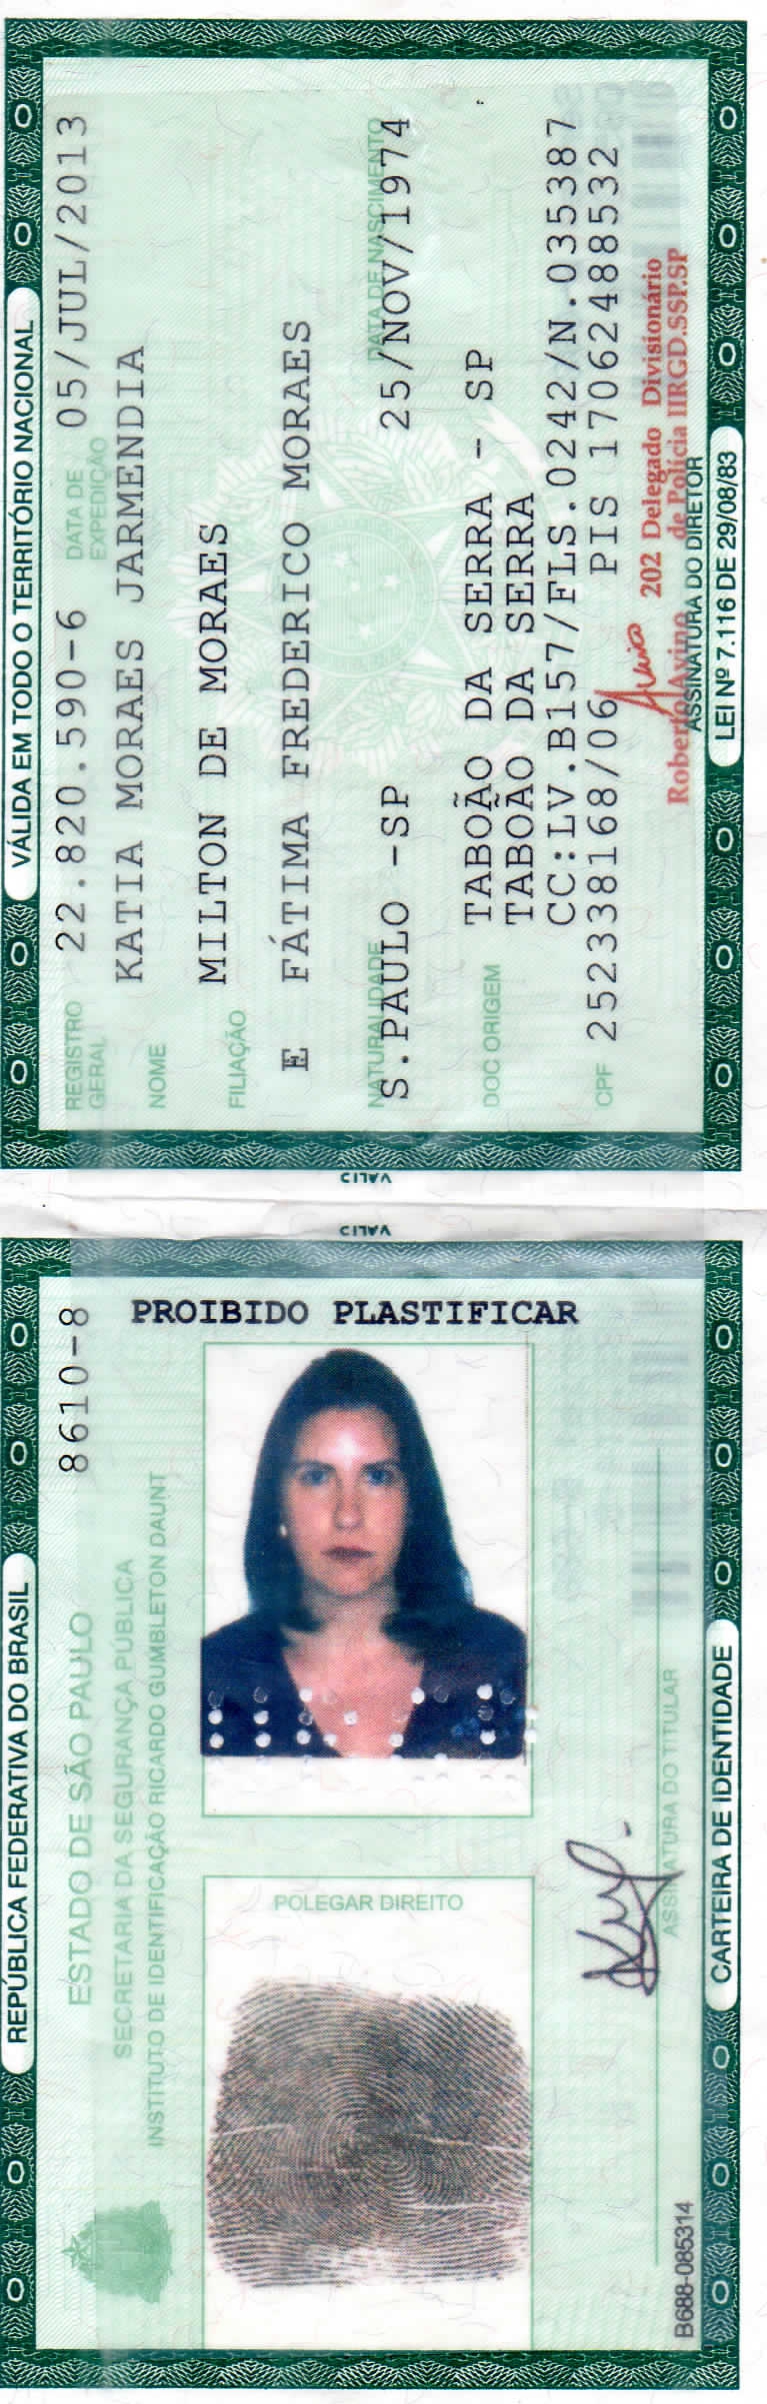 VÁLIDA EM TODO O TERRITÓRIO NACIONAL
REGISTRO GERAL 22.820.590-6 DATA DE EXPEDIÇÃO 05/JUL/2013
NOME KATIA MORAES JARMENDIA
FILIAÇÃO MILTON DE MORAES
E FÁTIMA FREDERICO MORAES
NATURALIDADE DATA DE NASCIMENTO
S.PAULO -SP 25/NOV/1974
DOC ORIGEM TABOÃO DA SERRA - SP
TABOÃO DA SERRA
CC:LV.B157/FLS.0242/N.035387
CPF 252338168/06 PIS 17062488532
202 Delegado Divisionário
Roberto Avino de Polícia IIRGD.SSP.SP
ASSINATURA DO DIRETOR
LEI Nº 7.116 DE 29/08/83
VALID
VALID
REPÚBLICA FEDERATIVA DO BRASIL
ESTADO DE SÃO PAULO 8610-8
SECRETARIA DA SEGURANÇA PÚBLICA
INSTITUTO DE IDENTIFICAÇÃO RICARDO GUMBLETON DAUNT
PROIBIDO PLASTIFICAR
POLEGAR DIREITO
ASSINATURA DO TITULAR
B688-085314
CARTEIRA DE IDENTIDADE